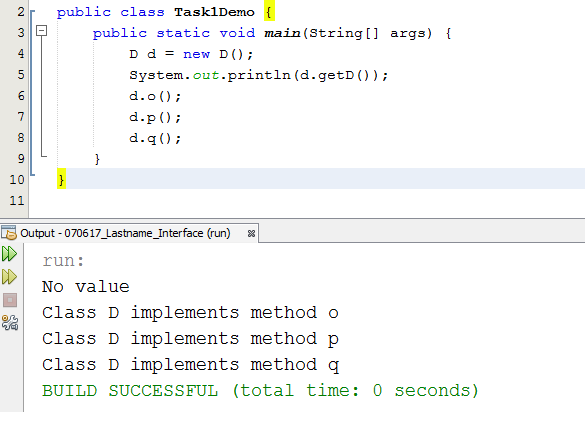 2 public class Task1Demo {
3 public static void main(String[] args) {
4 D d = new D();
5 System.out.println(d.getD());
6 d.o();
7 d.p();
8 d.q();
9 }
10 }
11
Output - 070617_Lastname_Interface (run)
run:
No value
Class D implements method o
Class D implements method p
Class D implements method q
BUILD SUCCESSFUL (total time: 0 seconds)